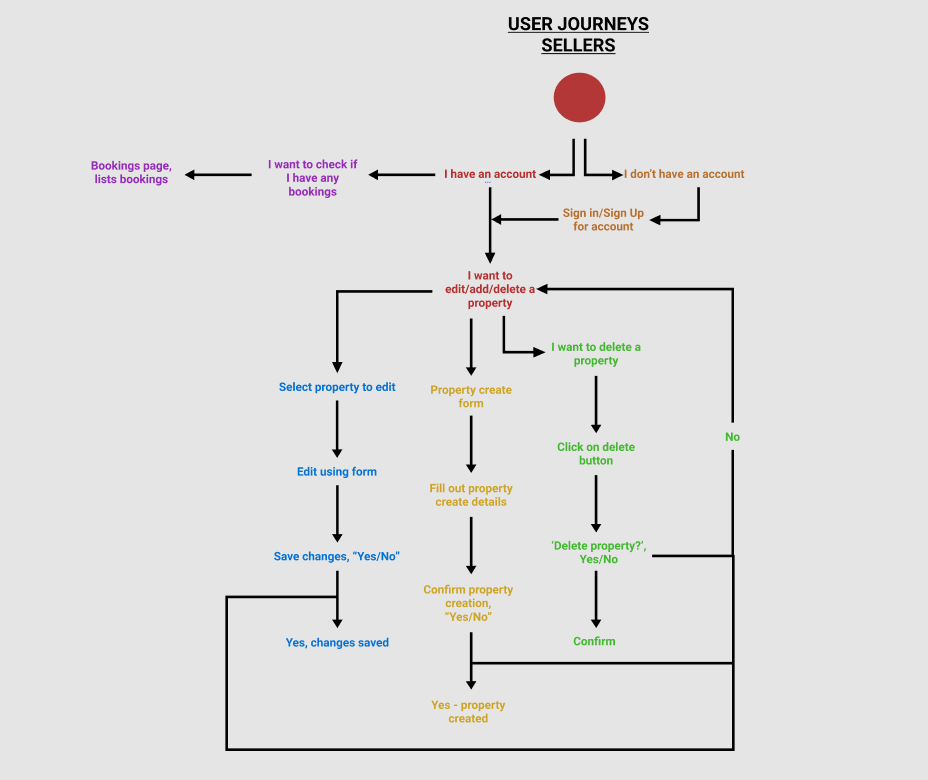 USER JOURNEYS
SELLERS
Bookings page,
lists bookings
I want to check if
I have any
bookings
I have an account
I don't have an account
Sign in/Sign Up
for account
I want to
edit/add/delete a
property
I want to delete a
property
Select property to edit
Property create
form
No
Click on delete
button
Edit using form
Fill out property
create details
Save changes, “Yes/No”
‘Delete property?’,
Yes/No
Confirm property
creation,
“Yes/No”
Yes, changes saved
Confirm
Yes - property
created